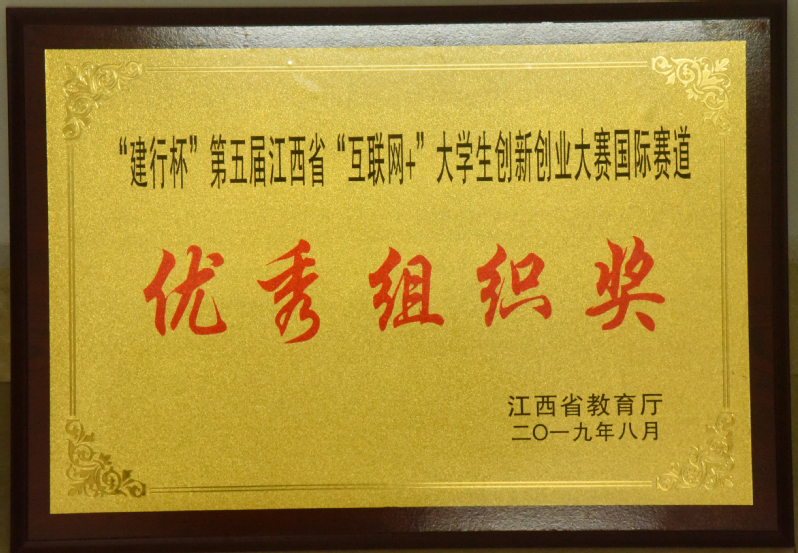 “建行杯”第五届江西省“互联网+”大学生创新创业大赛国际赛道
优秀组织奖
江西省教育厅
二〇一九年八月